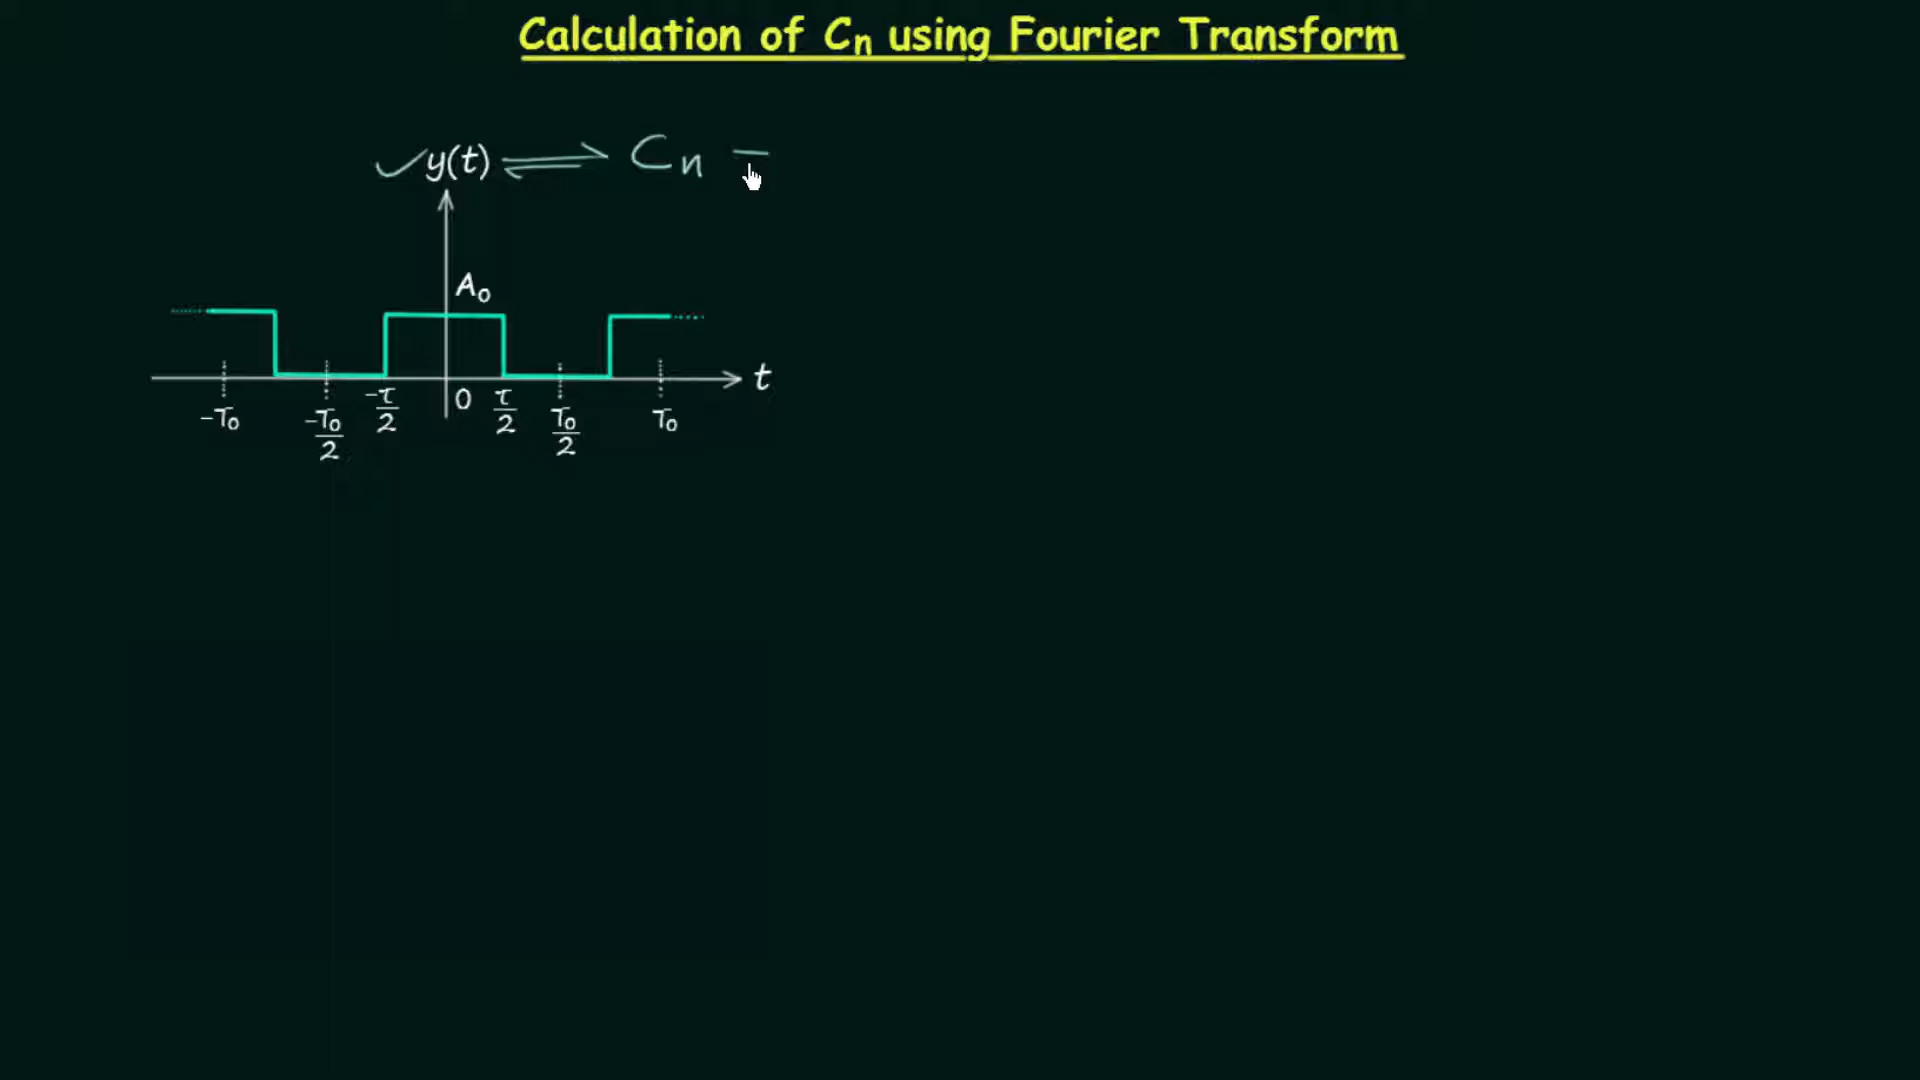 Calculation of Cn using Fourier Transform
✓y(t) ⇌ Cn –
A₀
t
-T₀ -T₀/2 -τ/2 0 τ/2 T₀/2 T₀